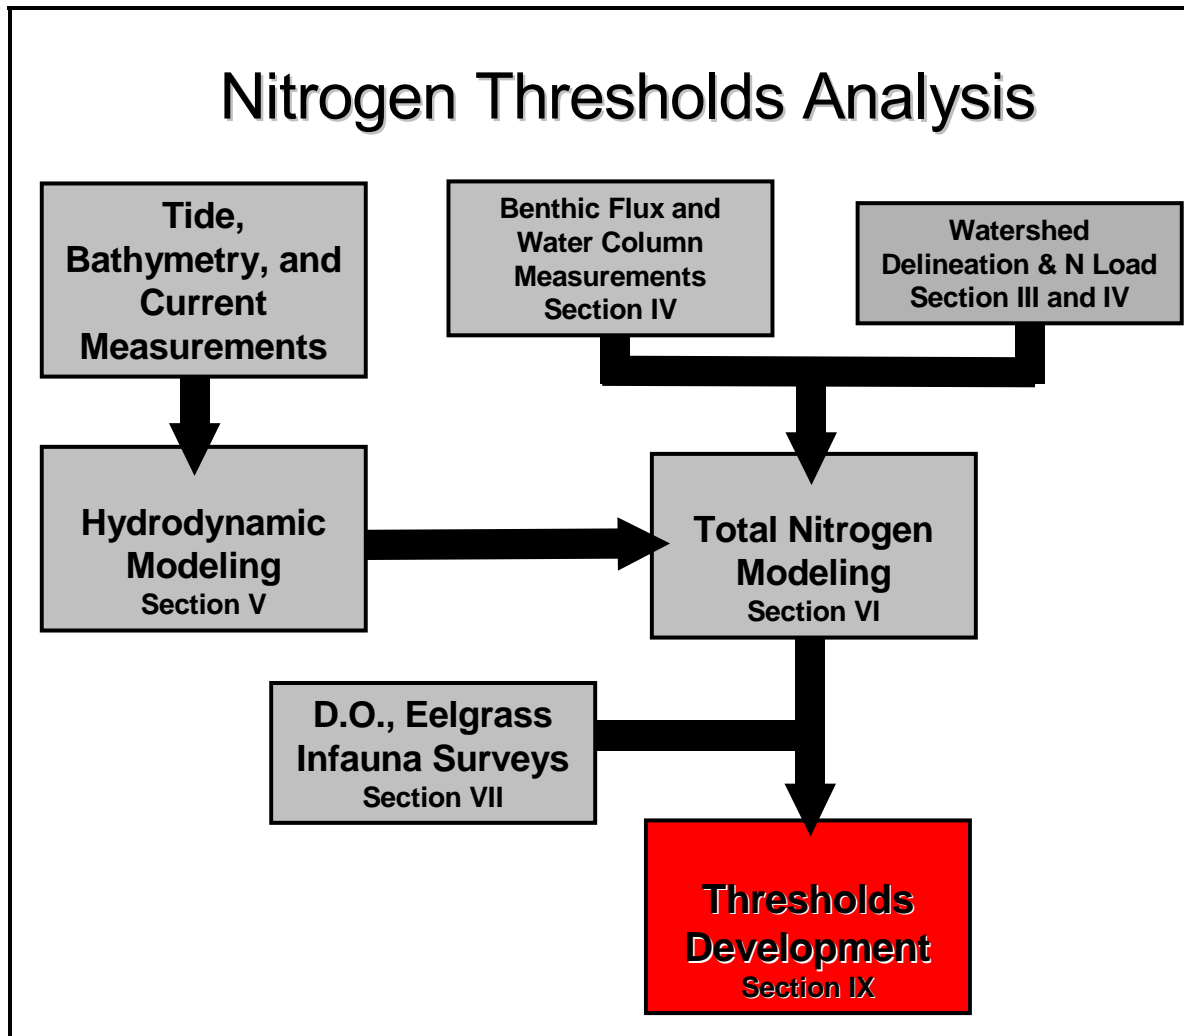 Nitrogen Thresholds Analysis
Tide,
Bathymetry, and
Current
Measurements
Benthic Flux and
Water Column
Measurements
Section IV
Watershed
Delineation & N Load
Section III and IV
Hydrodynamic
Modeling
Section V
Total Nitrogen
Modeling
Section VI
D.O., Eelgrass
Infauna Surveys
Section VII
Thresholds
Development
Section IX